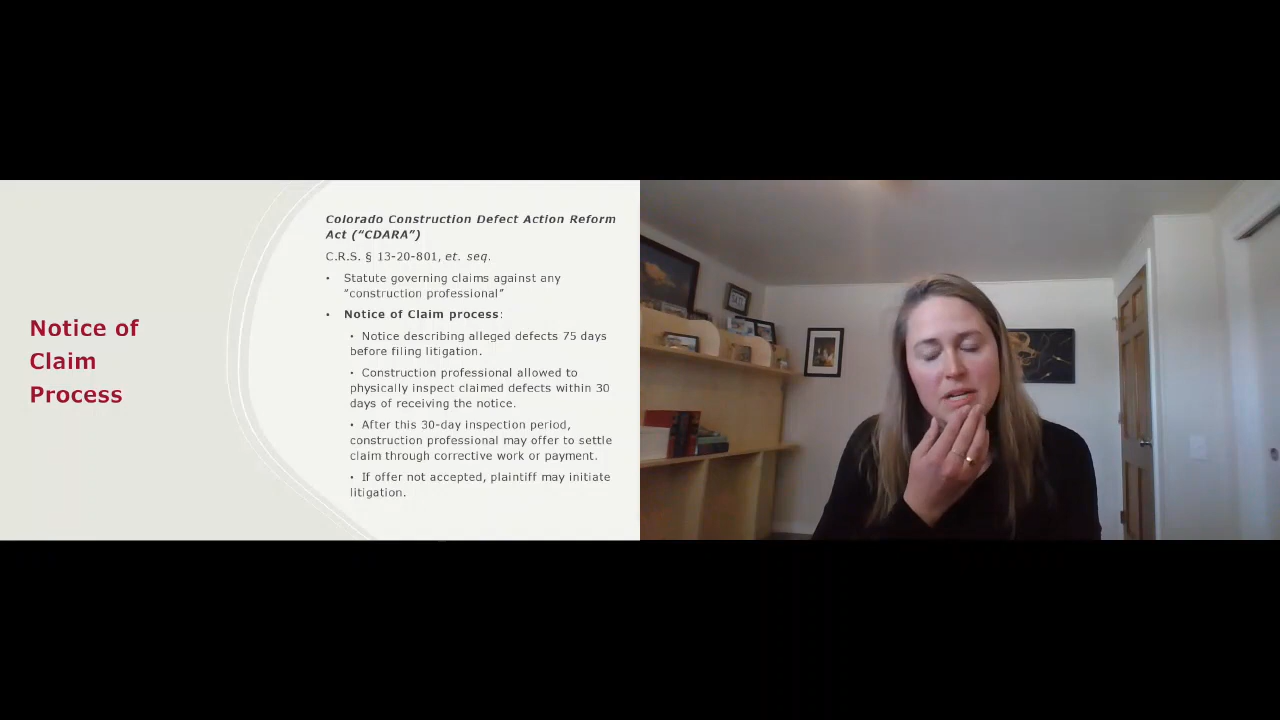 Notice of
Claim
Process
Colorado Construction Defect Action Reform
Act (“CDARA”)
C.R.S. § 13-20-801, et. seq.
• Statute governing claims against any
“construction professional”
• Notice of Claim process:
• Notice describing alleged defects 75 days
before filing litigation.
• Construction professional allowed to
physically inspect claimed defects within 30
days of receiving the notice.
• After this 30-day inspection period,
construction professional may offer to settle
claim through corrective work or payment.
• If offer not accepted, plaintiff may initiate
litigation.